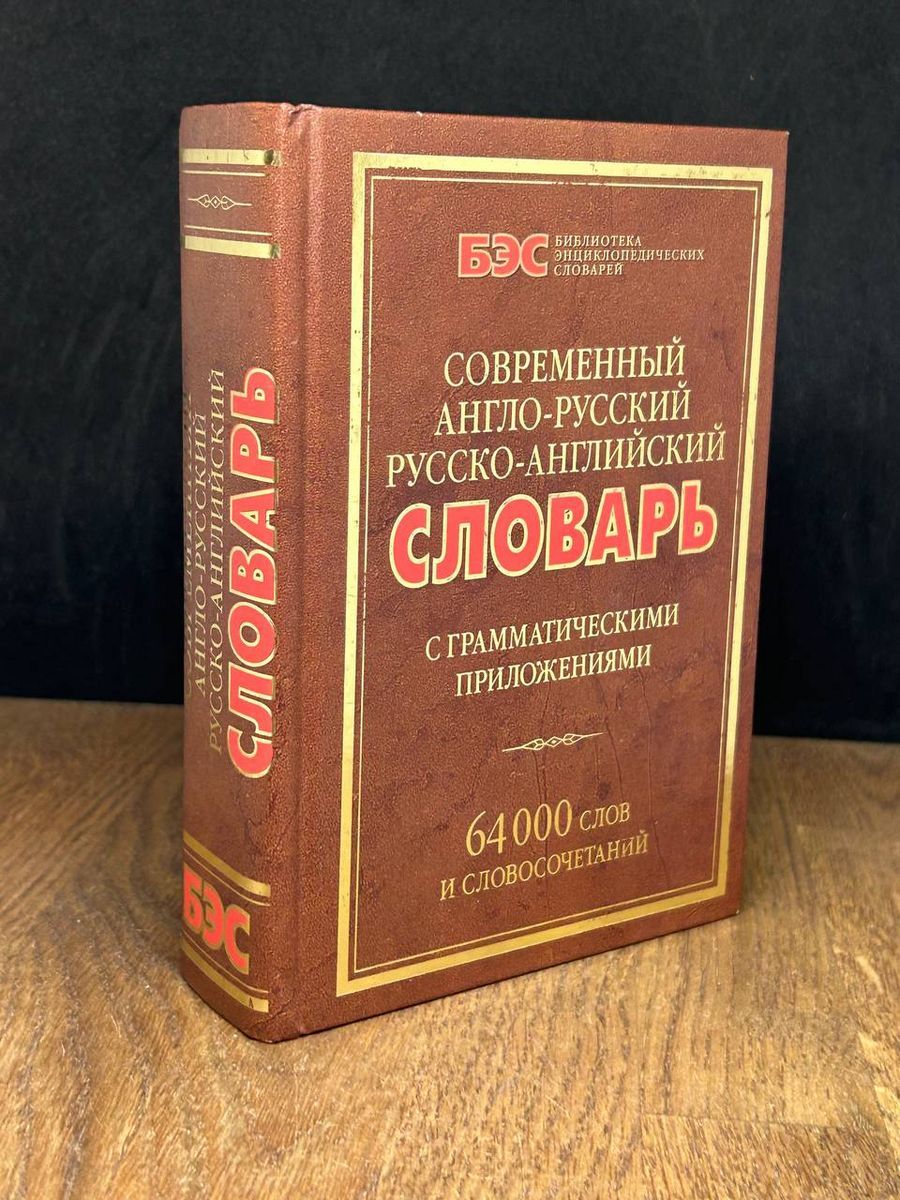 БЭС
БИБЛИОТЕКА
ЭНЦИКЛОПЕДИЧЕСКИХ
СЛОВАРЕЙ
СОВРЕМЕННЫЙ
АНГЛО-РУССКИЙ
РУССКО-АНГЛИЙСКИЙ
СЛОВАРЬ
С ГРАММАТИЧЕСКИМИ
ПРИЛОЖЕНИЯМИ
64 000 СЛОВ
И СЛОВОСОЧЕТАНИЙ
АНГЛО-РУССКИЙ
РУССКО-АНГЛИЙСКИЙ
СЛОВАРЬ
БЭС